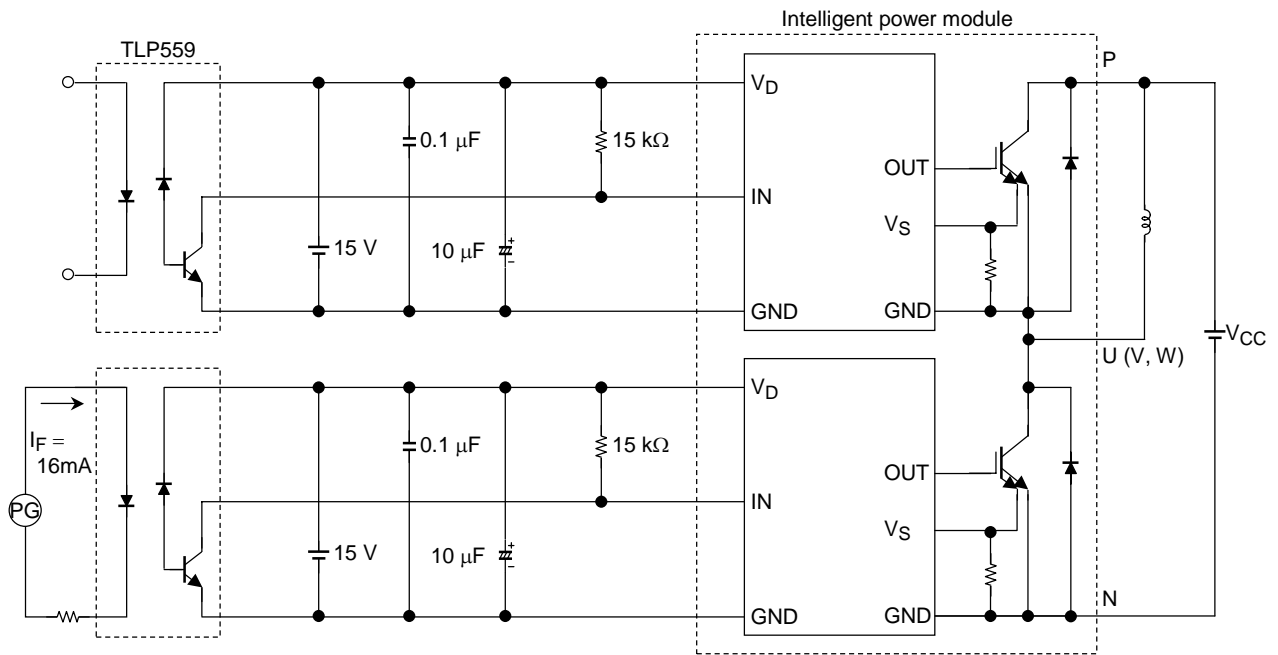 Intelligent power module
TLP559
P
V_D
0.1 μF
15 kΩ
OUT
IN
V_S
15 V
10 μF
+
−
GND
GND
U (V, W)
V_CC
V_D
I_F =
16mA
0.1 μF
15 kΩ
OUT
PG
IN
V_S
15 V
10 μF
+
−
N
GND
GND